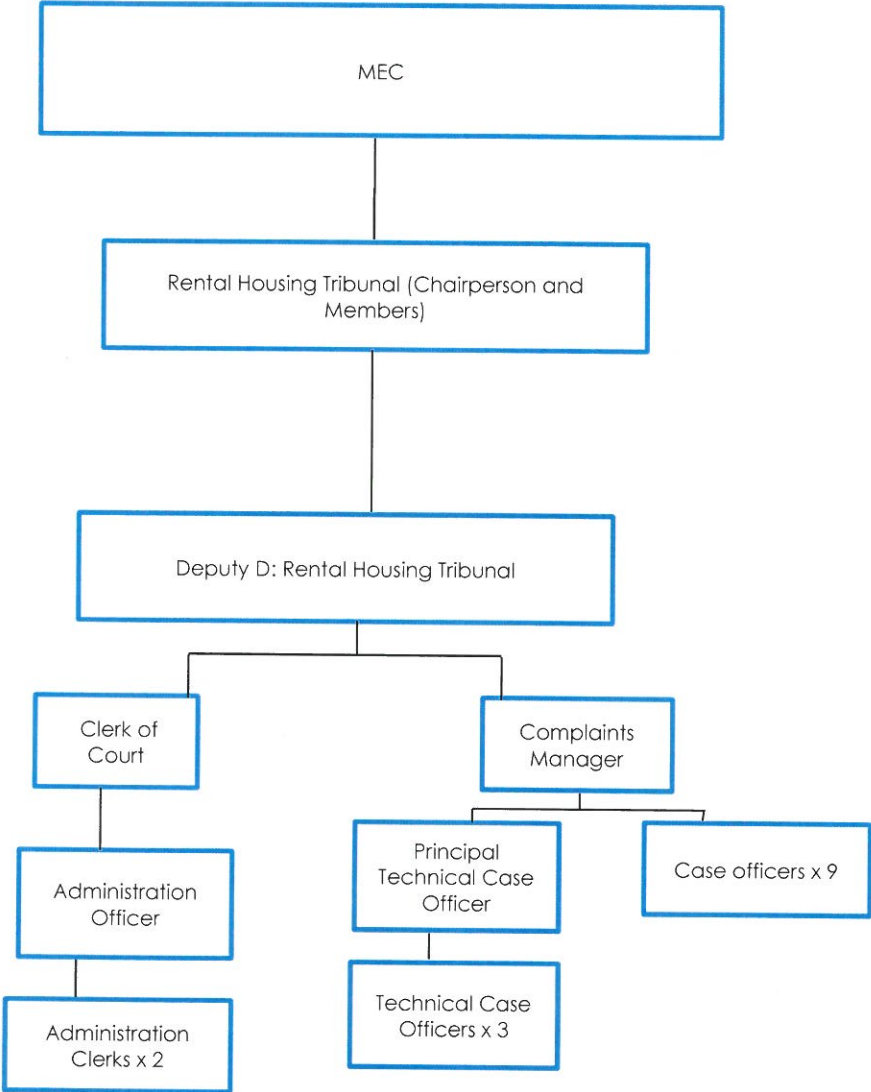 MEC
Rental Housing Tribunal (Chairperson and
Members)
Deputy D: Rental Housing Tribunal
Clerk of
Court
Complaints
Manager
Administration
Officer
Principal
Technical Case
Officer
Case officers x 9
Administration
Clerks x 2
Technical Case
Officers x 3